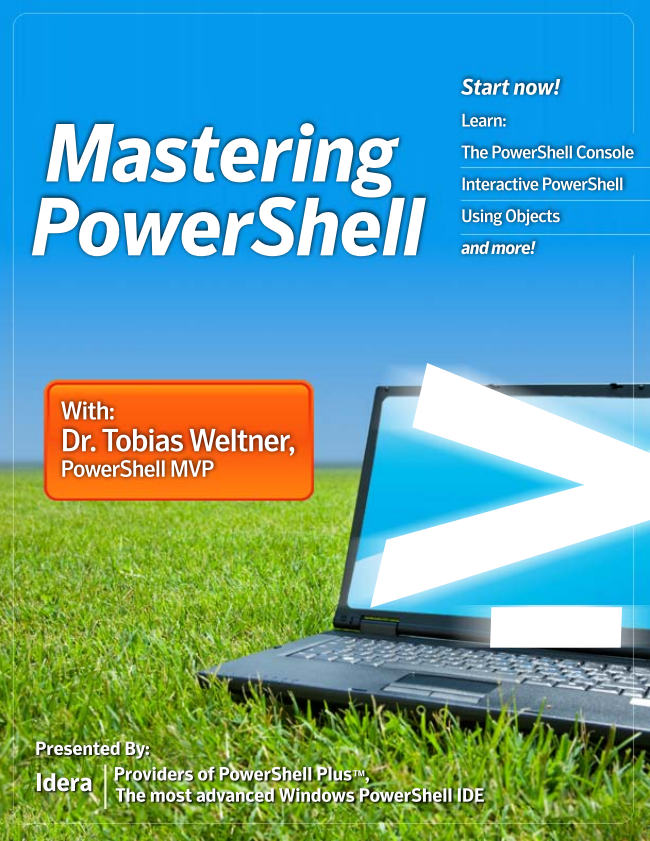 Mastering
PowerShell
Start now!
Learn:
The PowerShell Console
Interactive PowerShell
Using Objects
and more!
With:
Dr. Tobias Weltner,
PowerShell MVP
>_
Presented By:
Idera
Providers of PowerShell Plus™,
The most advanced Windows PowerShell IDE